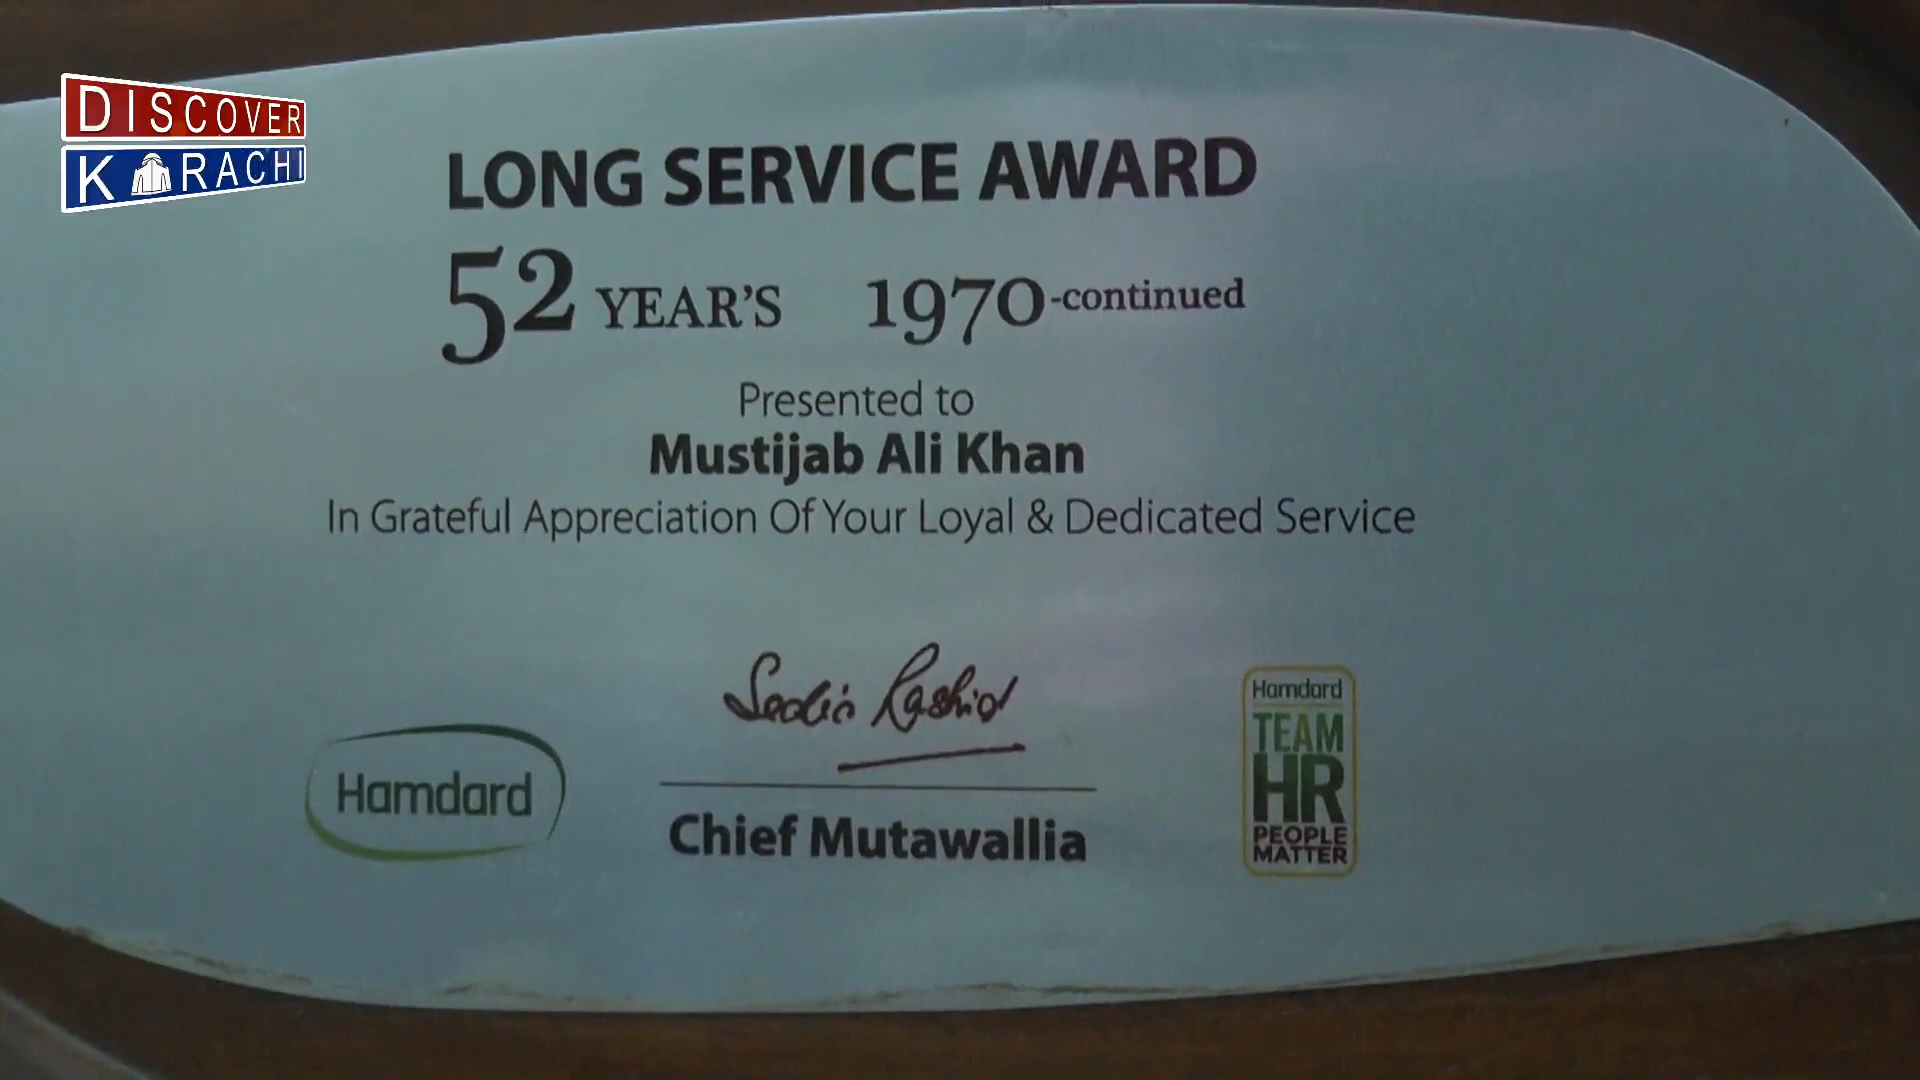 DISCOVER
KARACHI
LONG SERVICE AWARD
52 YEAR'S 1970-continued
Presented to
Mustijab Ali Khan
In Grateful Appreciation Of Your Loyal & Dedicated Service
Sadia Rashid
Hamdard
Chief Mutawallia
Hamdard
TEAM
HR
PEOPLE
MATTER